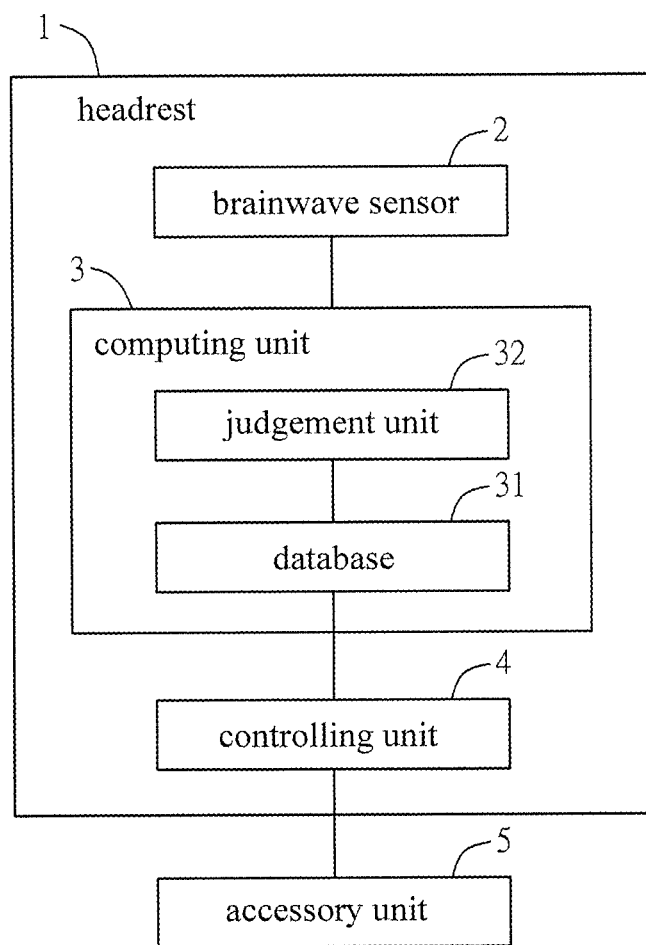 1
headrest
2
brainwave sensor
3
computing unit
32
judgement unit
31
database
4
controlling unit
5
accessory unit